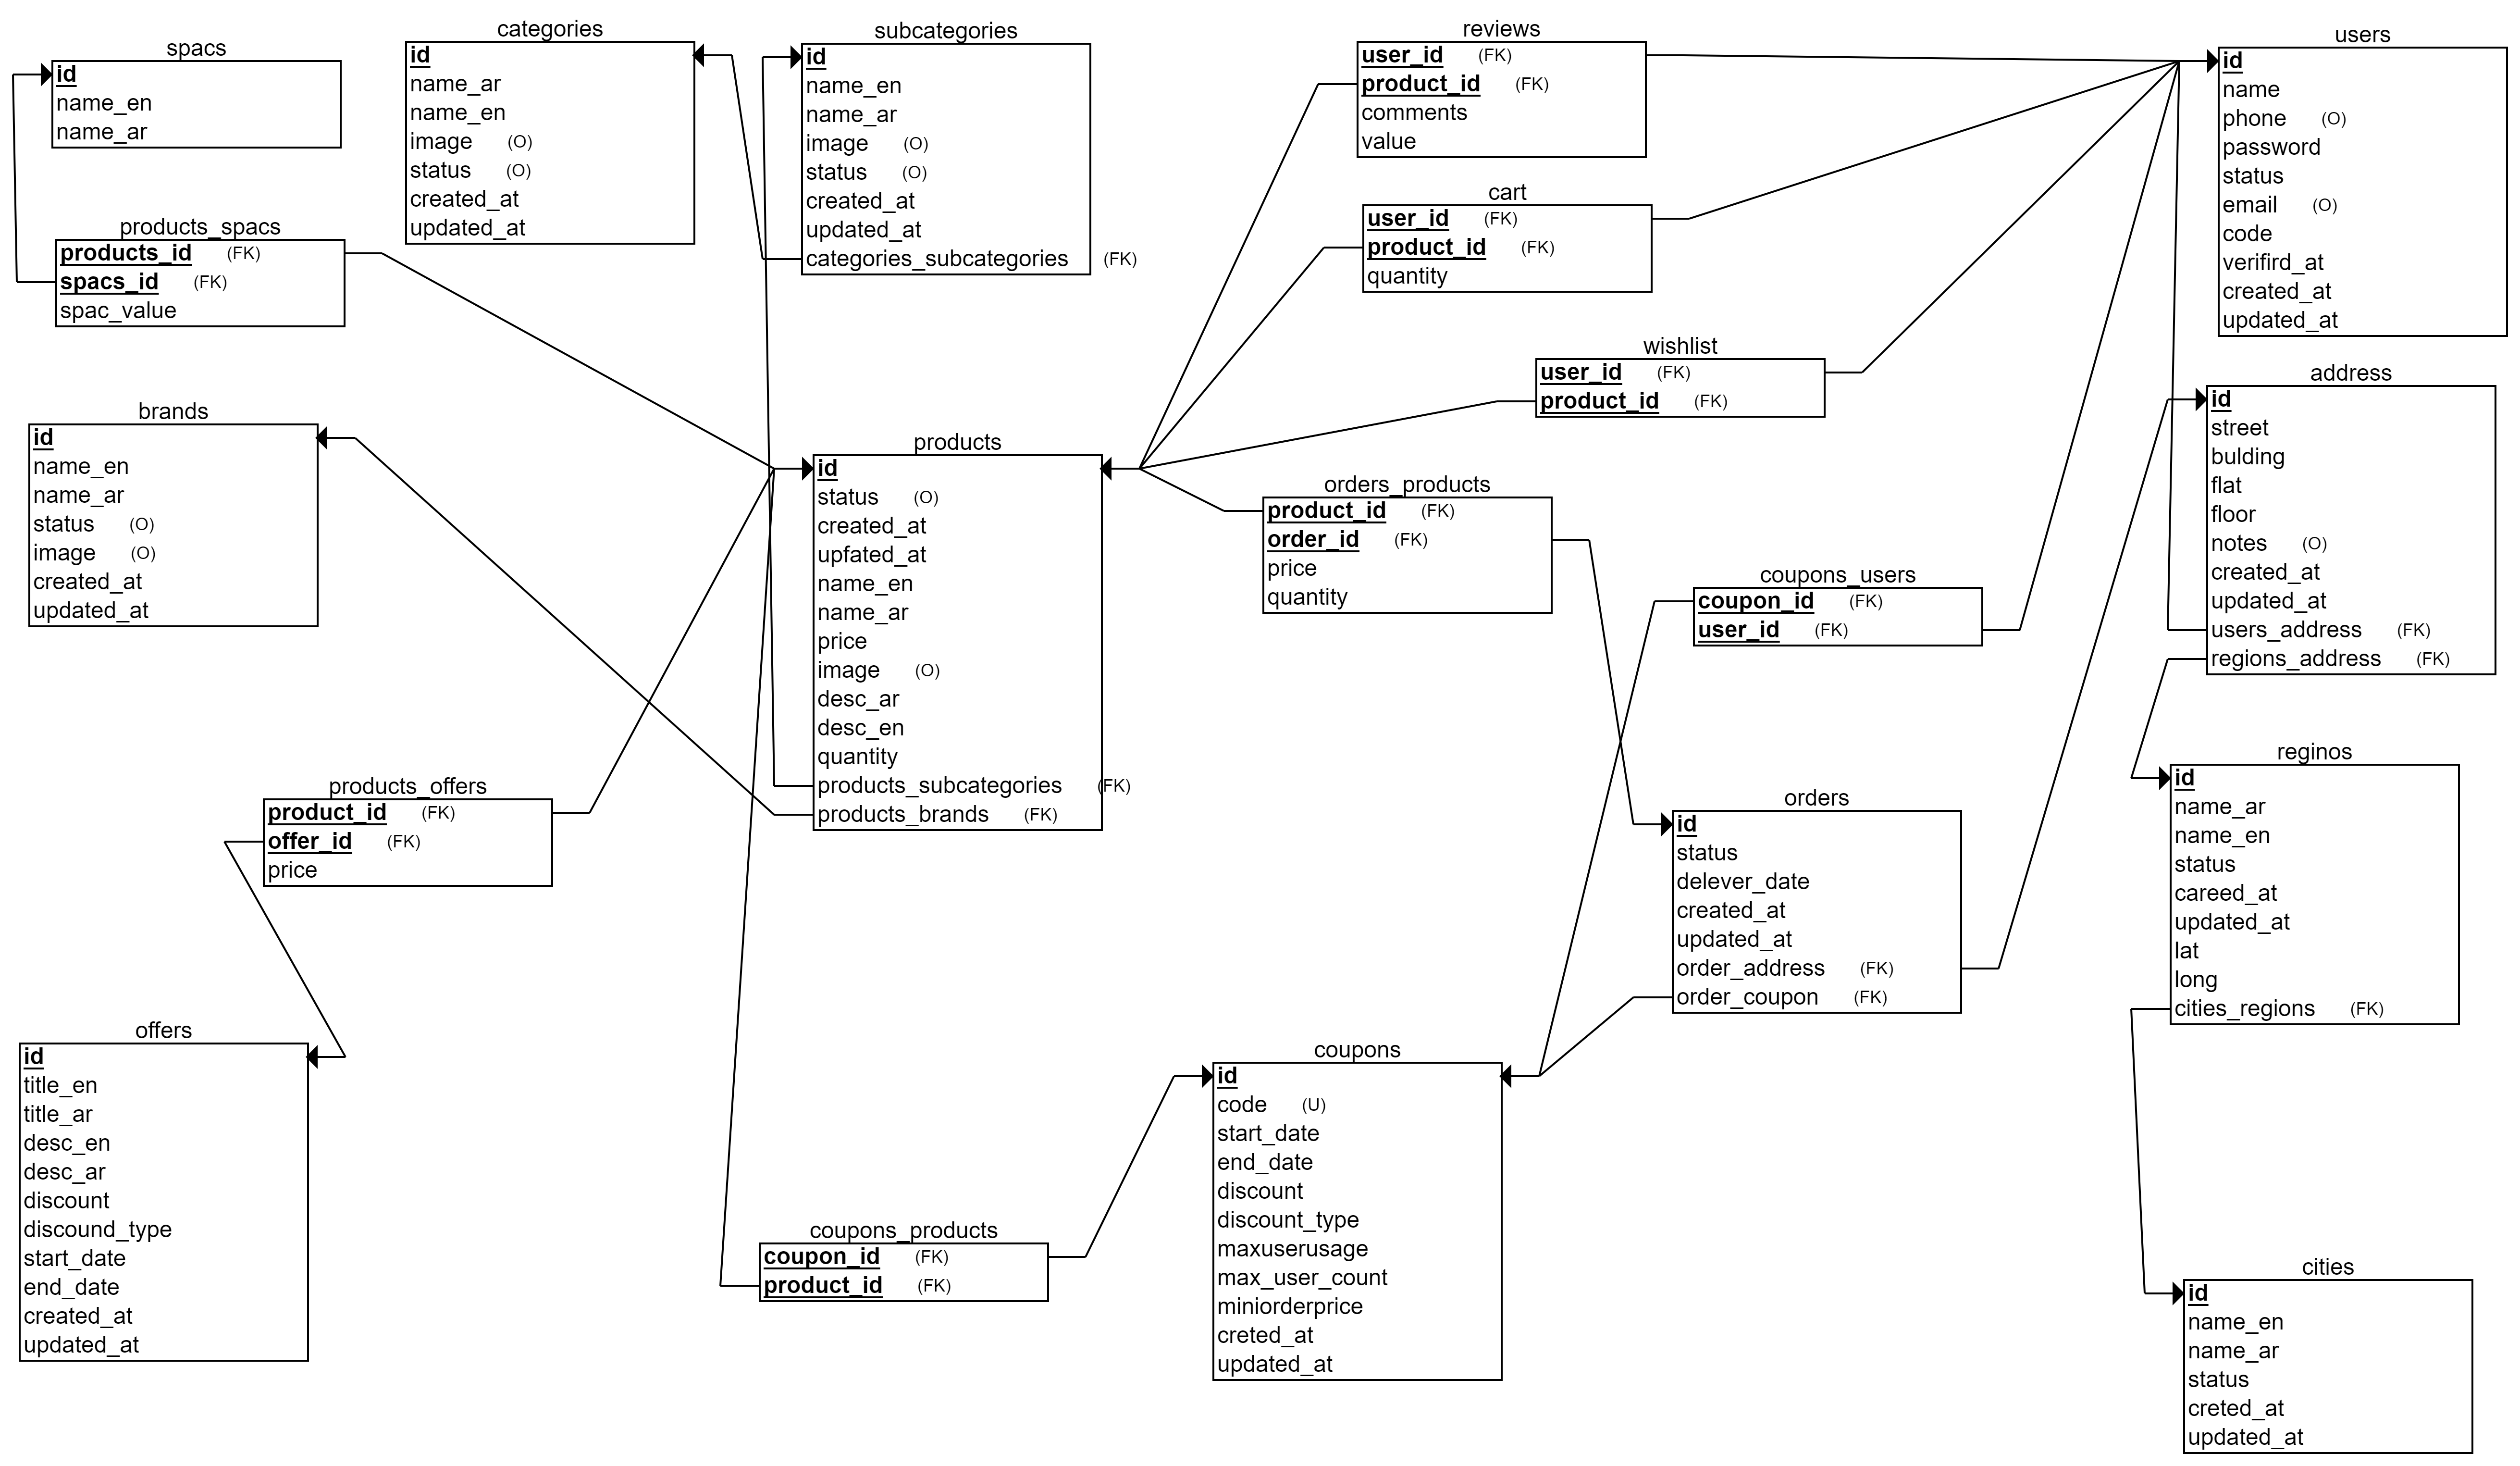 spacs
id
name_en
name_ar
categories
id
name_ar
name_en
image (O)
status (O)
created_at
updated_at
subcategories
id
name_en
name_ar
image (O)
status (O)
created_at
updated_at
categories_subcategories (FK)
reviews
user_id (FK)
product_id (FK)
comments
value
users
id
name
phone (O)
password
status
email (O)
code
verifird_at
created_at
updated_at
products_spacs
products_id (FK)
spacs_id (FK)
spac_value
cart
user_id (FK)
product_id (FK)
quantity
wishlist
user_id (FK)
product_id (FK)
address
id
street
bulding
flat
floor
notes (O)
created_at
updated_at
users_address (FK)
regions_address (FK)
brands
id
name_en
name_ar
status (O)
image (O)
created_at
updated_at
products
id
status (O)
created_at
upfated_at
name_en
name_ar
price
image (O)
desc_ar
desc_en
quantity
products_subcategories (FK)
products_brands (FK)
orders_products
product_id (FK)
order_id (FK)
price
quantity
coupons_users
coupon_id (FK)
user_id (FK)
products_offers
product_id (FK)
offer_id (FK)
price
orders
id
status
delever_date
created_at
updated_at
order_address (FK)
order_coupon (FK)
reginos
id
name_ar
name_en
status
careed_at
updated_at
lat
long
cities_regions (FK)
offers
id
title_en
title_ar
desc_en
desc_ar
discount
discound_type
start_date
end_date
created_at
updated_at
coupons_products
coupon_id (FK)
product_id (FK)
coupons
id
code (U)
start_date
end_date
discount
discount_type
maxuserusage
max_user_count
miniorderprice
creted_at
updated_at
cities
id
name_en
name_ar
status
creted_at
updated_at